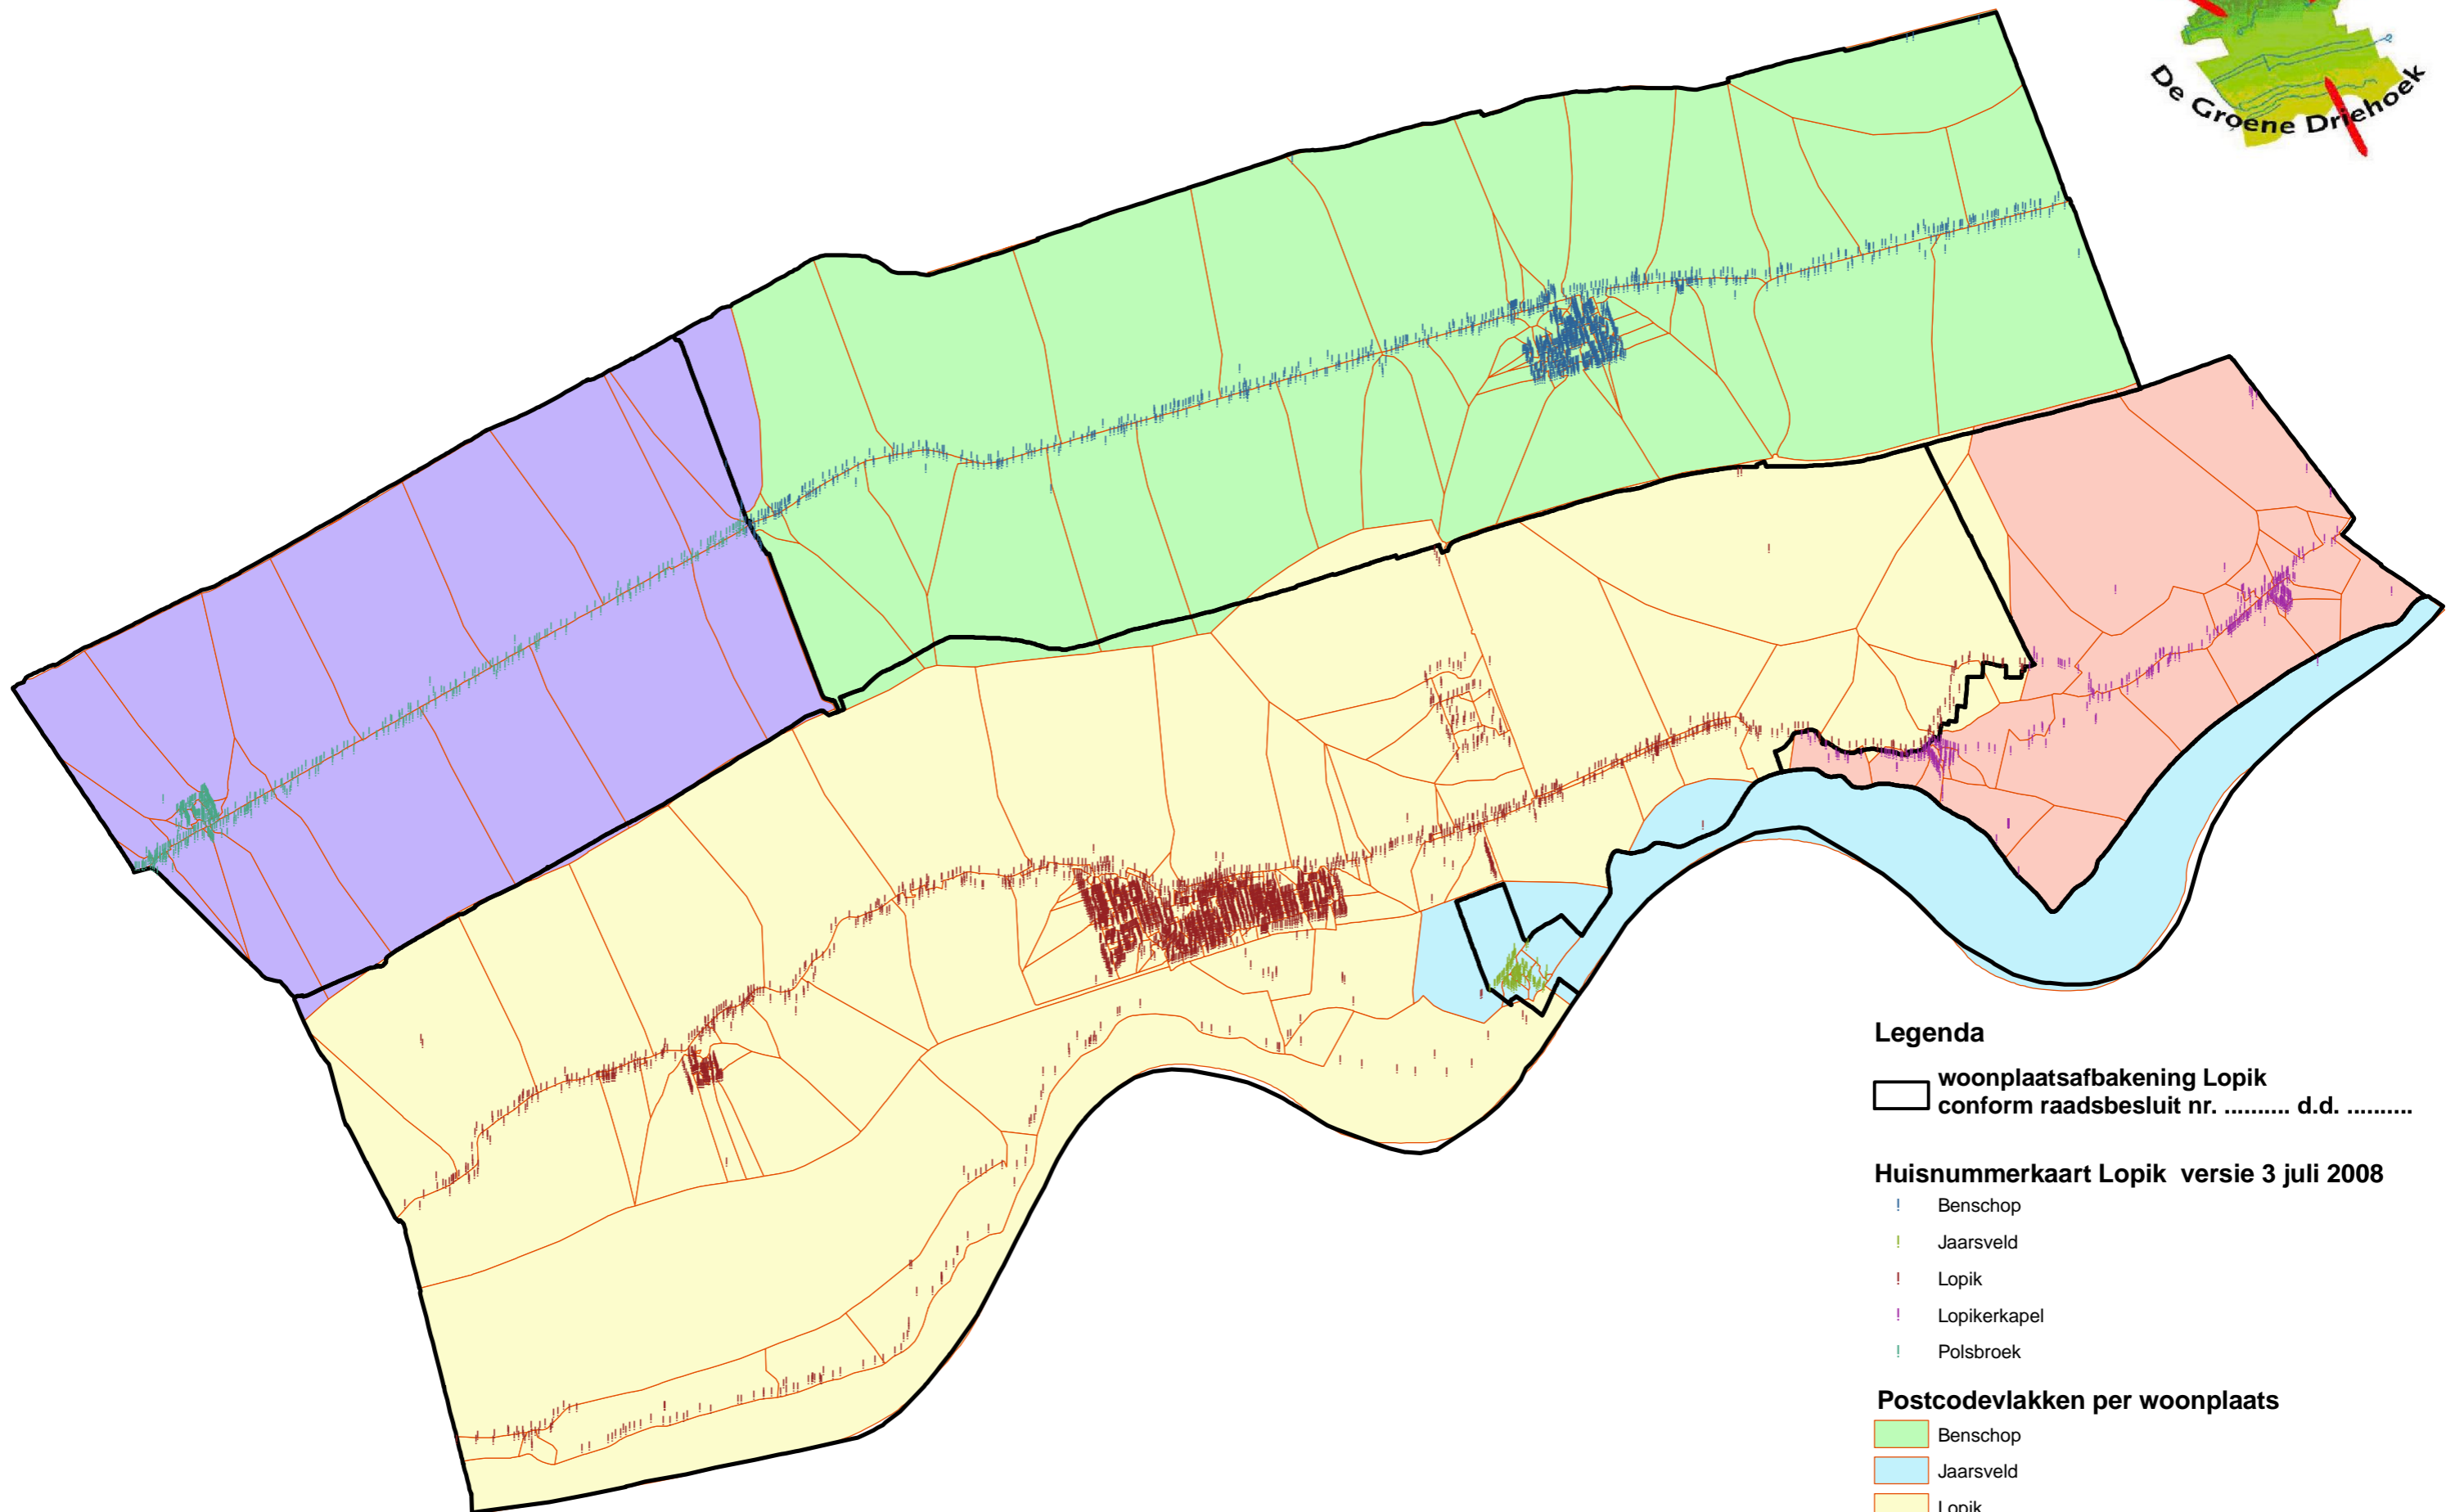 De Groene Driehoek
Legenda
woonplaatsafbakening Lopik
conform raadsbesluit nr. .......... d.d. ..........
Huisnummerkaart Lopik versie 3 juli 2008
! Benschop
! Jaarsveld
! Lopik
! Lopikerkapel
! Polsbroek
Postcodevlakken per woonplaats
Benschop
Jaarsveld
Lopik